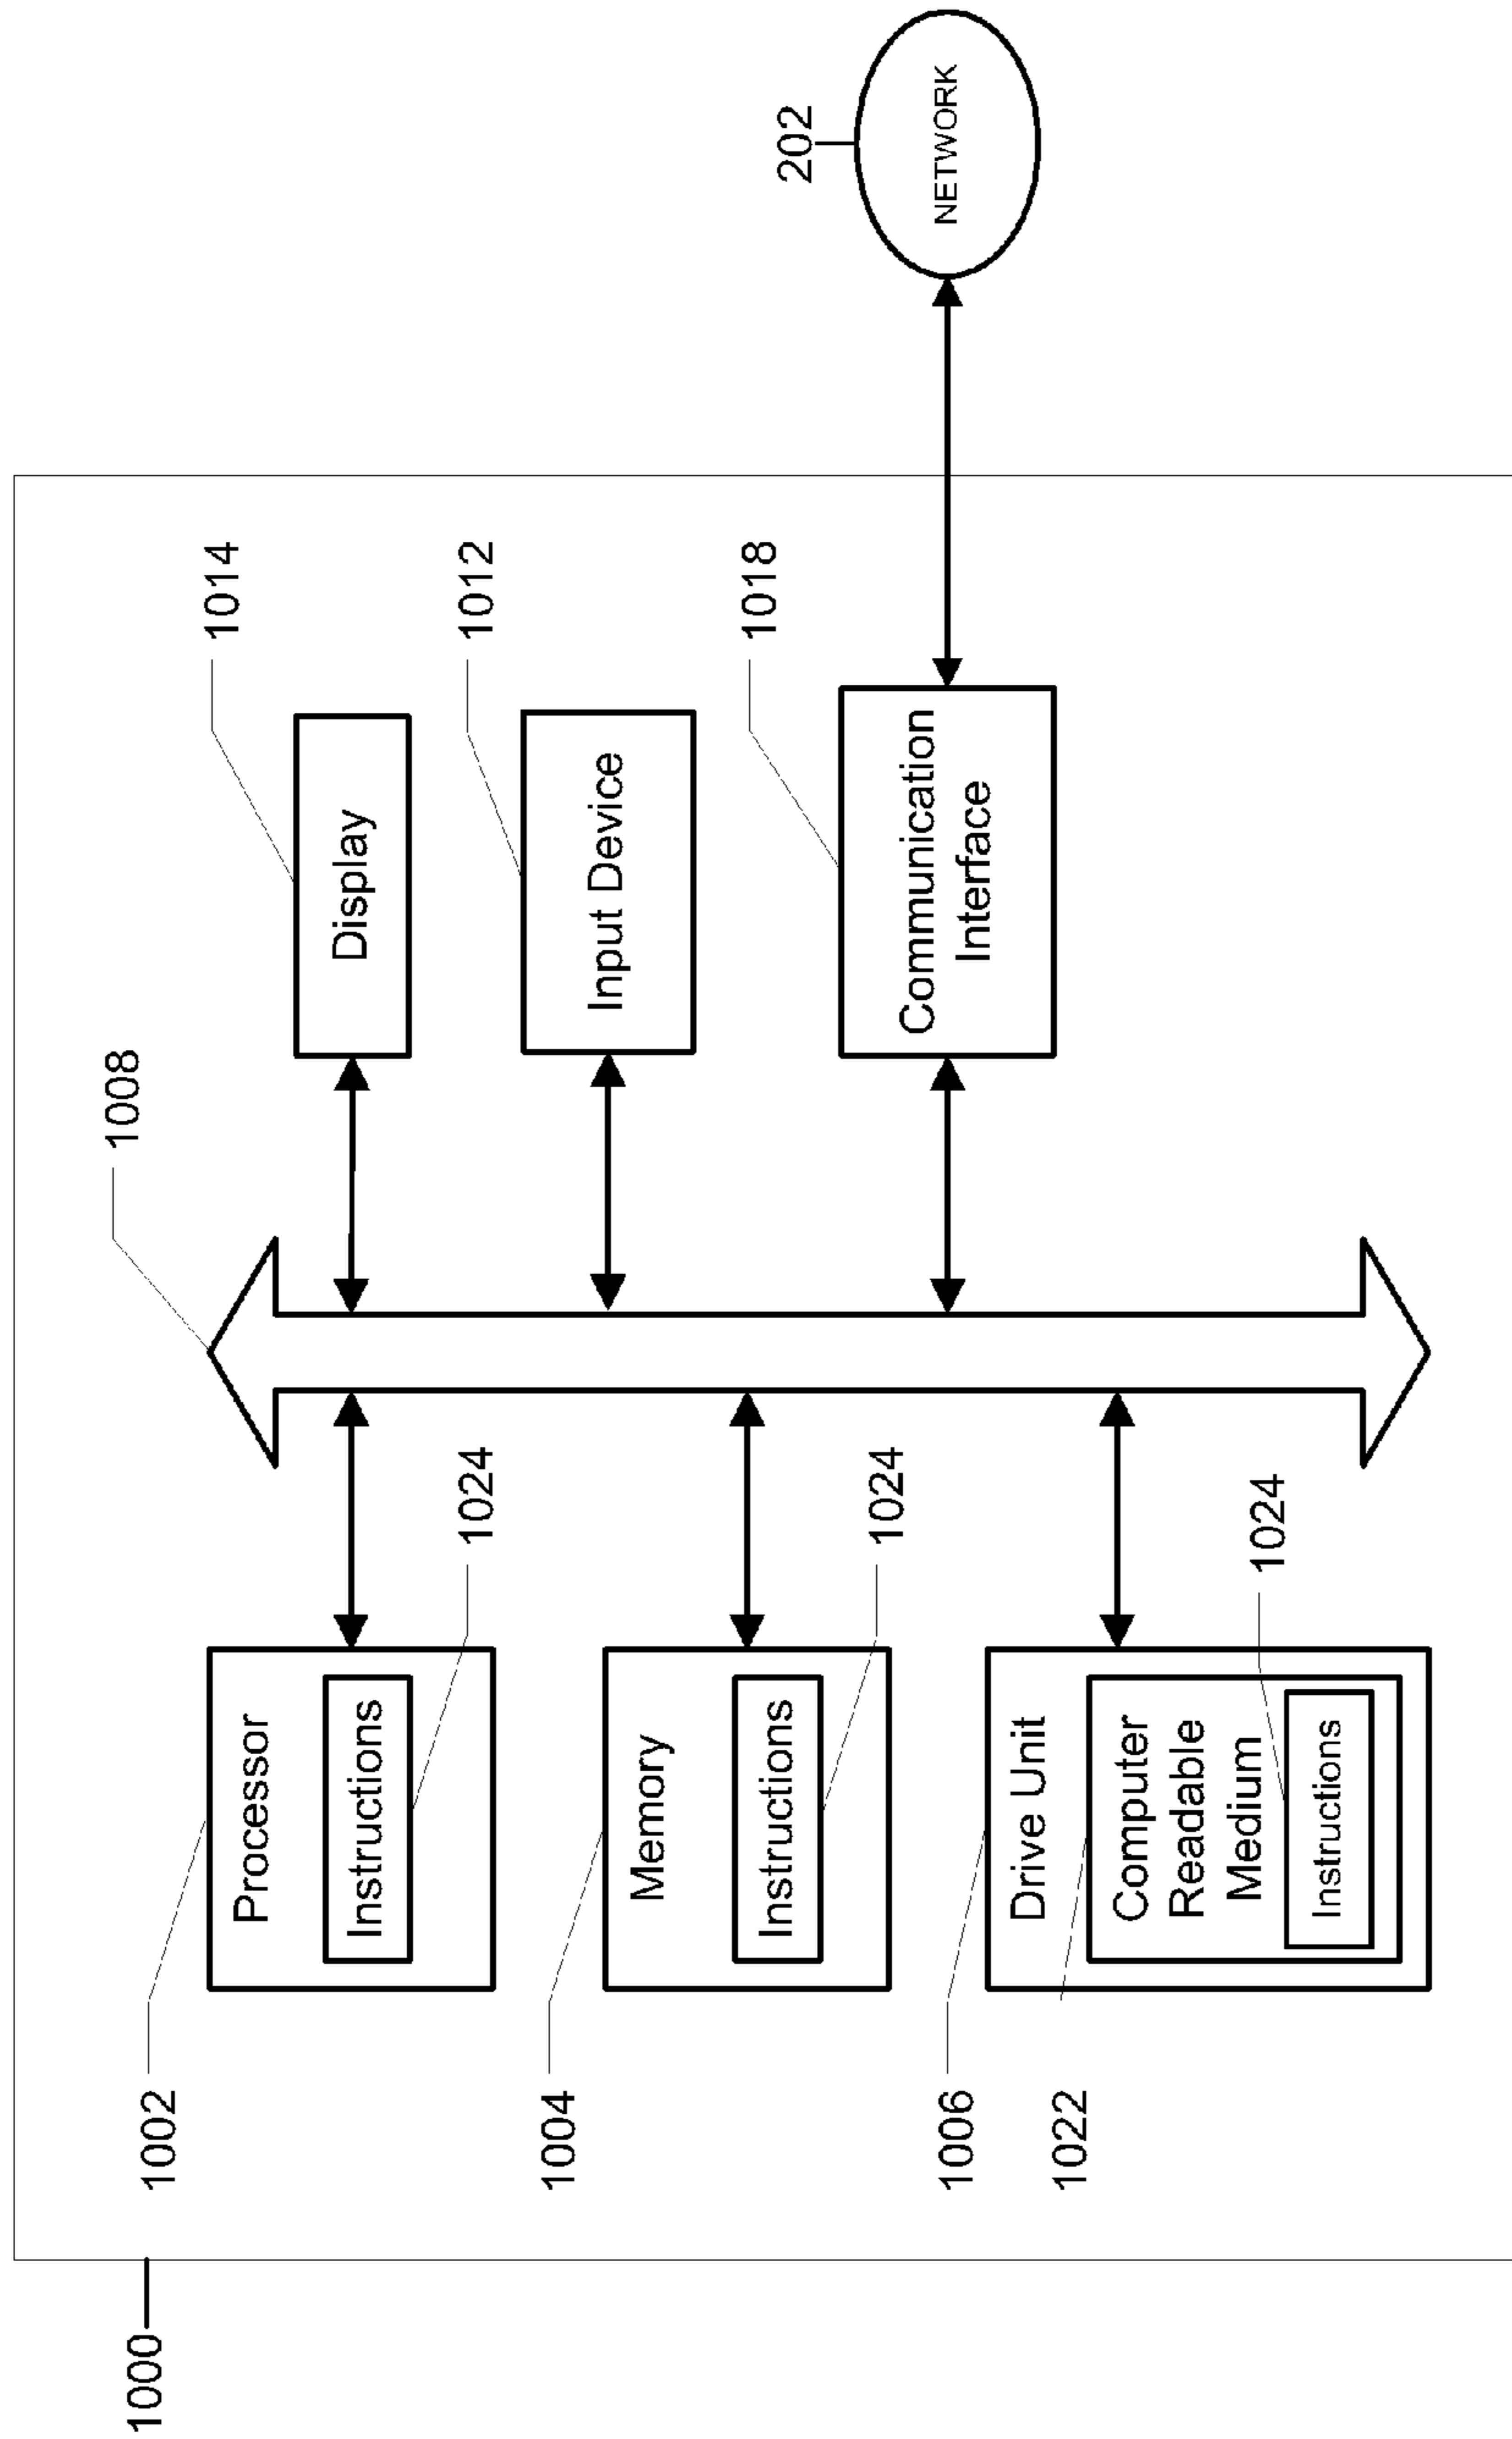 1000
1002
Processor
Instructions
1024
1004
Memory
Instructions
1024
1006
1022
Drive Unit
Computer
Readable
Medium
Instructions
1024
1008
1014
Display
1012
Input Device
1018
Communication
Interface
202
NETWORK